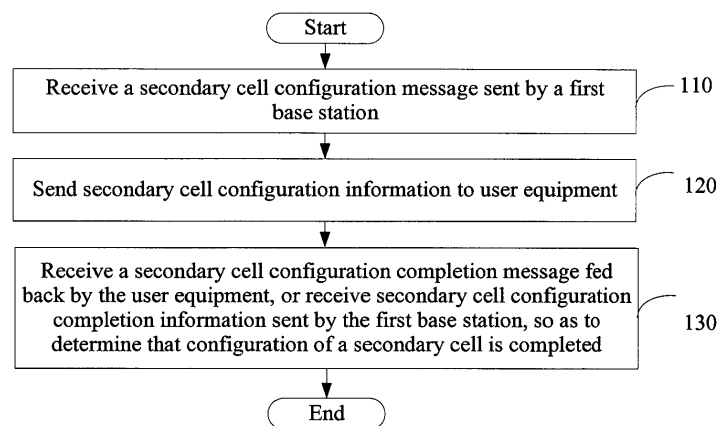 Start
Receive a secondary cell configuration message sent by a first
base station
110
Send secondary cell configuration information to user equipment
120
Receive a secondary cell configuration completion message fed
back by the user equipment, or receive secondary cell configuration
completion information sent by the first base station, so as to
determine that configuration of a secondary cell is completed
130
End